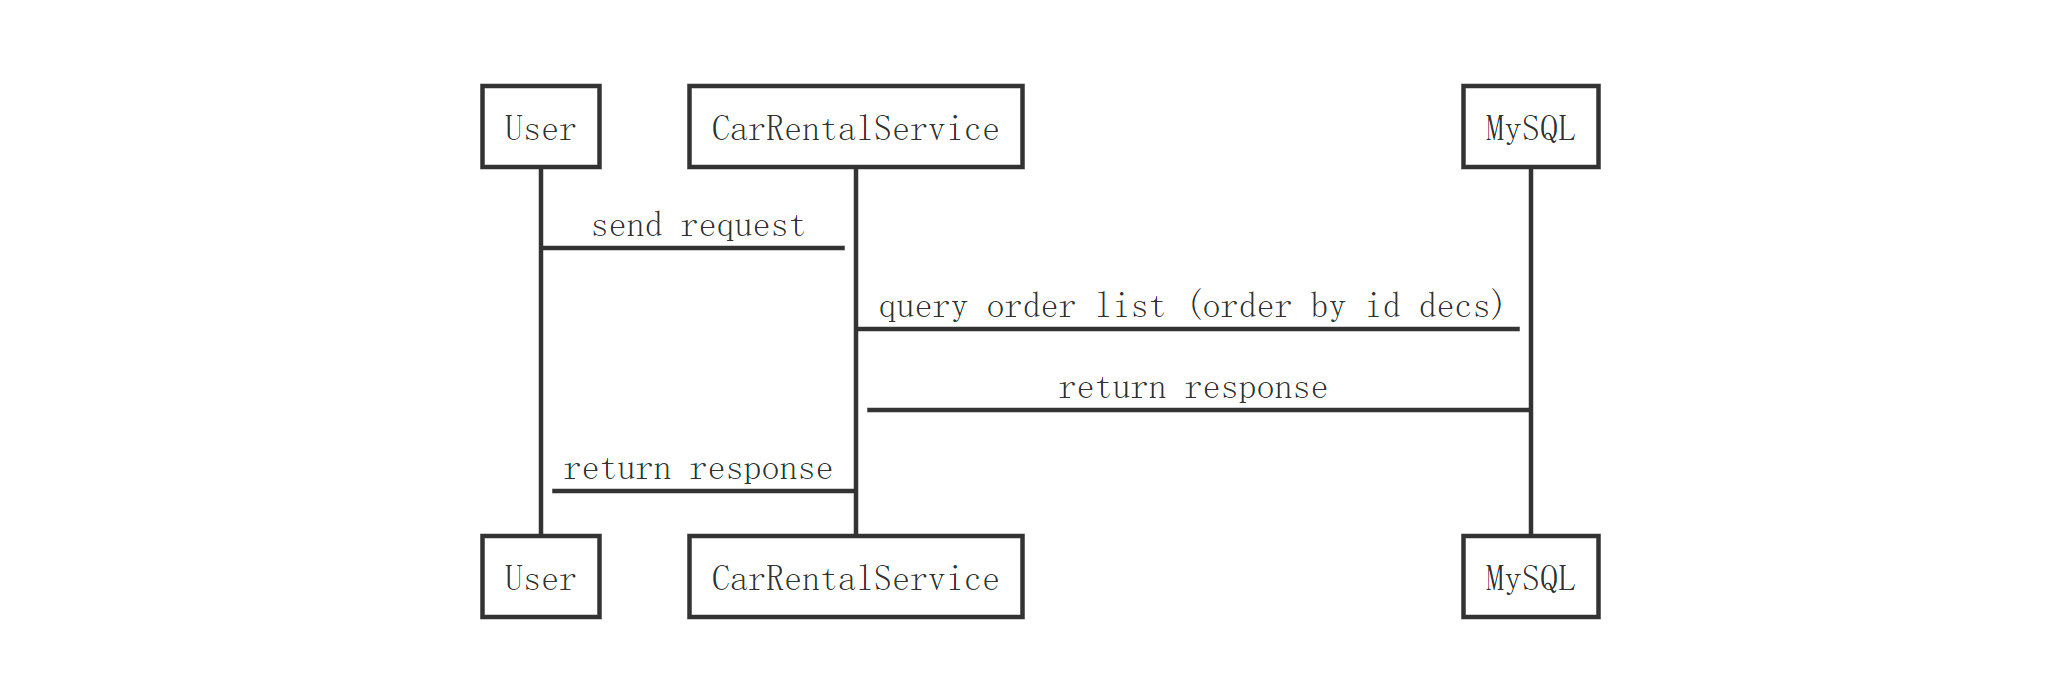 User
CarRentalService
MySQL
send request
query order list (order by id decs)
return response
return response
User
CarRentalService
MySQL